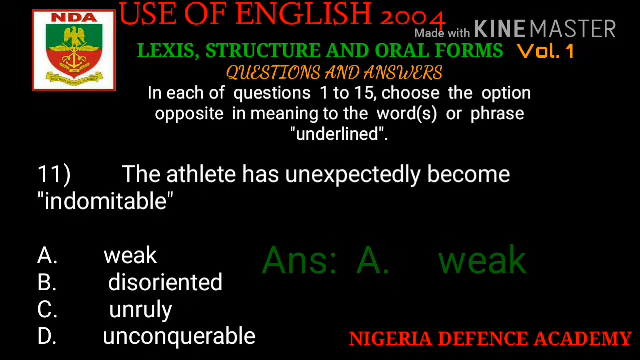 NDA
USE OF ENGLISH 2004
Made with KINEMASTER
LEXIS, STRUCTURE AND ORAL FORMS Vol. 1
QUESTIONS AND ANSWERS
In each of questions 1 to 15, choose the option
opposite in meaning to the word(s) or phrase
"underlined".
11) The athlete has unexpectedly become
"indomitable"
A. weak
B. disoriented
C. unruly
D. unconquerable
Ans: A. weak
NIGERIA DEFENCE ACADEMY